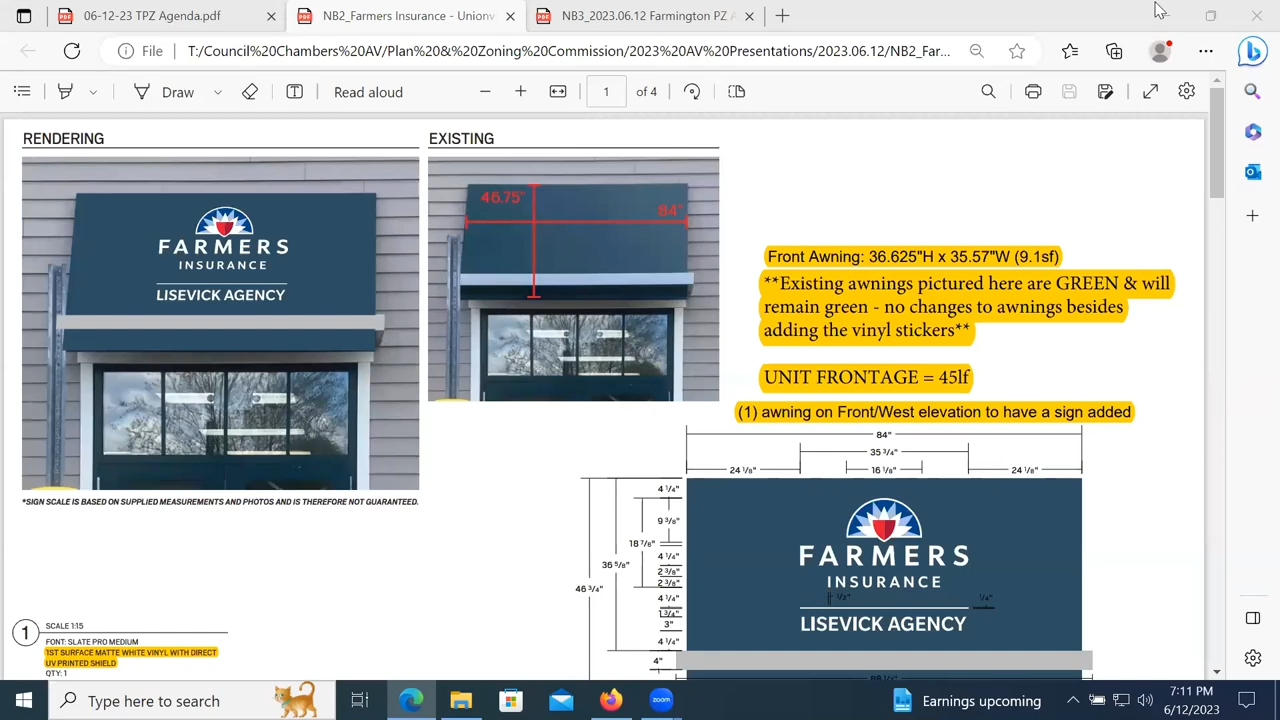 06-12-23 TPZ Agenda.pdf
NB2_Farmers Insurance - Unionv
NB3_2023.06.12 Farmington PZ A
File
T:/Council%20Chambers%20AV/Plan%20&%20Zoning%20Commission/2023%20AV%20Presentations/2023.06.12/NB2_Far...
Draw
Read aloud
1
of 4
RENDERING
EXISTING
46.75"
84"
FARMERS
INSURANCE
LISEVICK AGENCY
Front Awning: 36.625"H x 35.57"W (9.1sf)
**Existing awnings pictured here are GREEN & will
remain green - no changes to awnings besides
adding the vinyl stickers**
UNIT FRONTAGE = 45lf
(1) awning on Front/West elevation to have a sign added
*SIGN SCALE IS BASED ON SUPPLIED MEASUREMENTS AND PHOTOS AND IS THEREFORE NOT GUARANTEED.
84"
35 3/4"
24 1/8"
16 1/8"
24 1/8"
4 1/4"
9 3/8"
18 7/8"
4 1/4"
36 5/8"
2 3/8"
2 3/8"
46 3/4"
4 1/4"
1 3/4"
3"
4 1/4"
4"
FARMERS
INSURANCE
1/2"
1/4"
LISEVICK AGENCY
1
SCALE 1:15
FONT: SLATE PRO MEDIUM
1ST SURFACE MATTE WHITE VINYL WITH DIRECT
UV PRINTED SHIELD
QTY: 1
Type here to search
zoom
Earnings upcoming
7:11 PM
6/12/2023